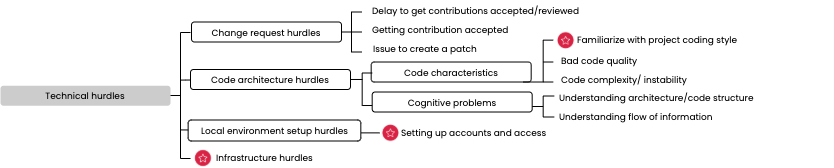 Technical hurdles
Change request hurdles
Delay to get contributions accepted/reviewed
Getting contribution accepted
Issue to create a patch
Code architecture hurdles
Code characteristics
Familiarize with project coding style
Bad code quality
Code complexity/ instability
Cognitive problems
Understanding architecture/code structure
Understanding flow of information
Local environment setup hurdles
Setting up accounts and access
Infrastructure hurdles